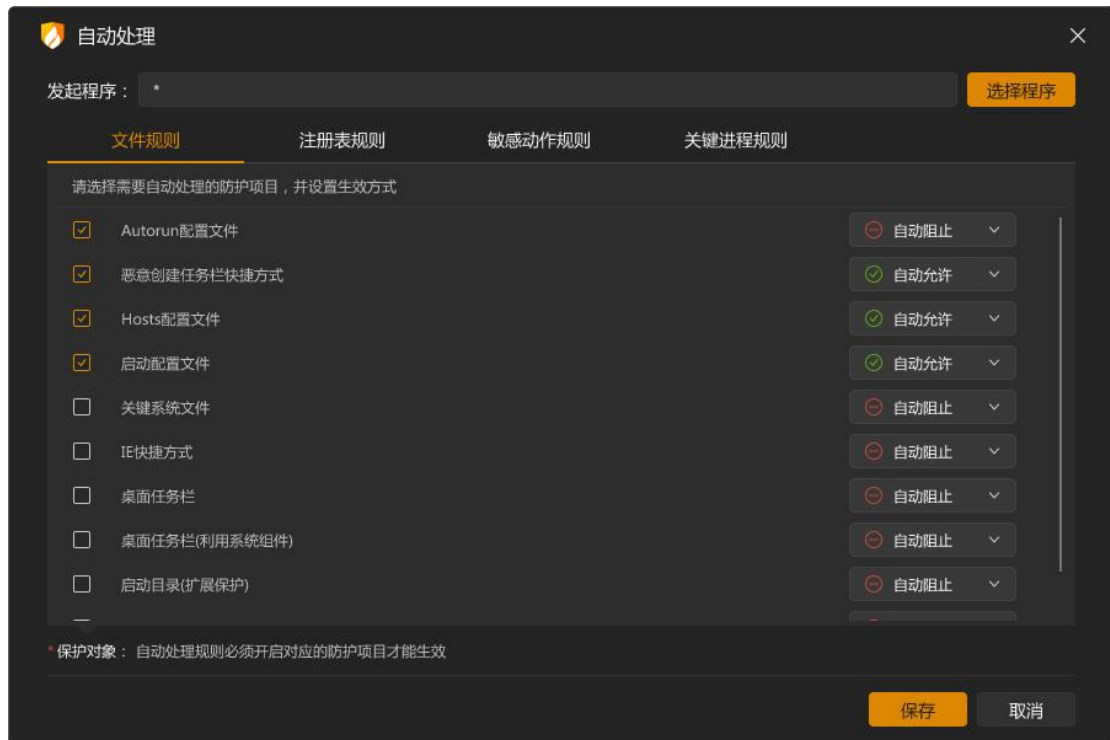 自动处理
发起程序： * 选择程序
文件规则 注册表规则 敏感动作规则 关键进程规则
请选择需要自动处理的防护项目，并设置生效方式
Autorun配置文件 自动阻止
恶意创建任务栏快捷方式 自动允许
Hosts配置文件 自动允许
启动配置文件 自动允许
关键系统文件 自动阻止
IE快捷方式 自动阻止
桌面任务栏 自动阻止
桌面任务栏(利用系统组件) 自动阻止
启动目录(扩展保护) 自动阻止
*保护对象： 自动处理规则必须开启对应的防护项目才能生效
保存 取消